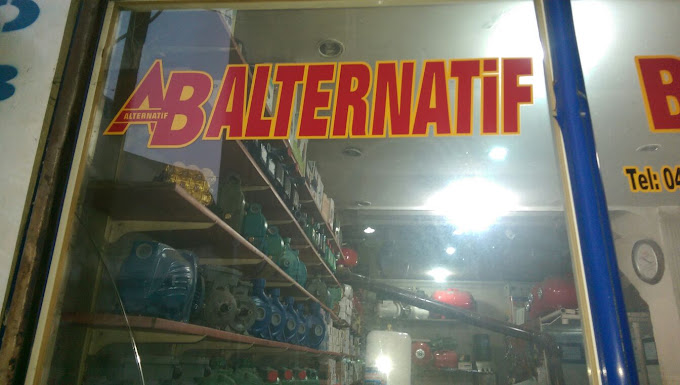 AB ALTERNATİF
ALTERNATİF
B
Tel: 04